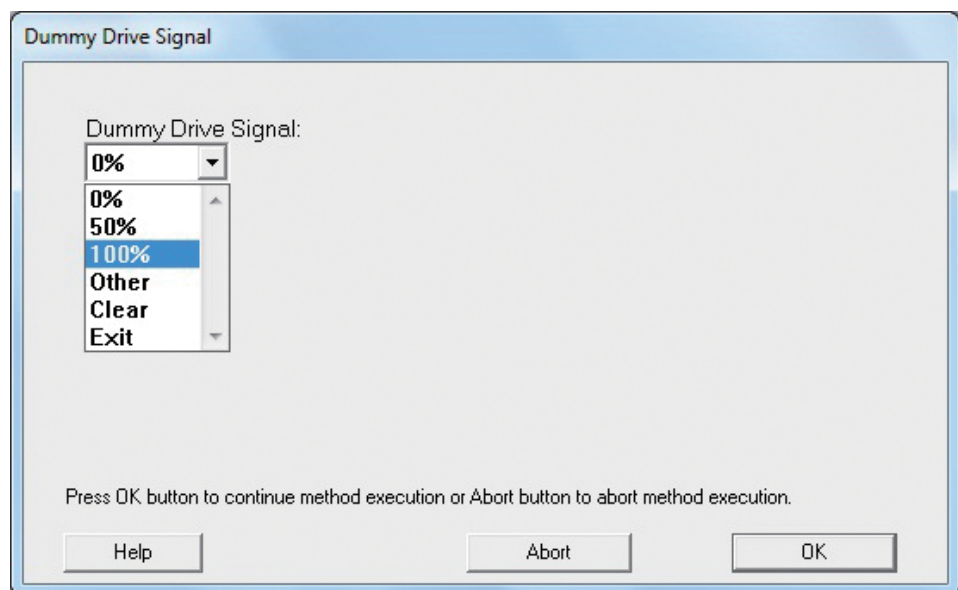 Dummy Drive Signal
Dummy Drive Signal:
0%
0%
50%
100%
Other
Clear
Exit
Press OK button to continue method execution or Abort button to abort method execution.
Help Abort OK